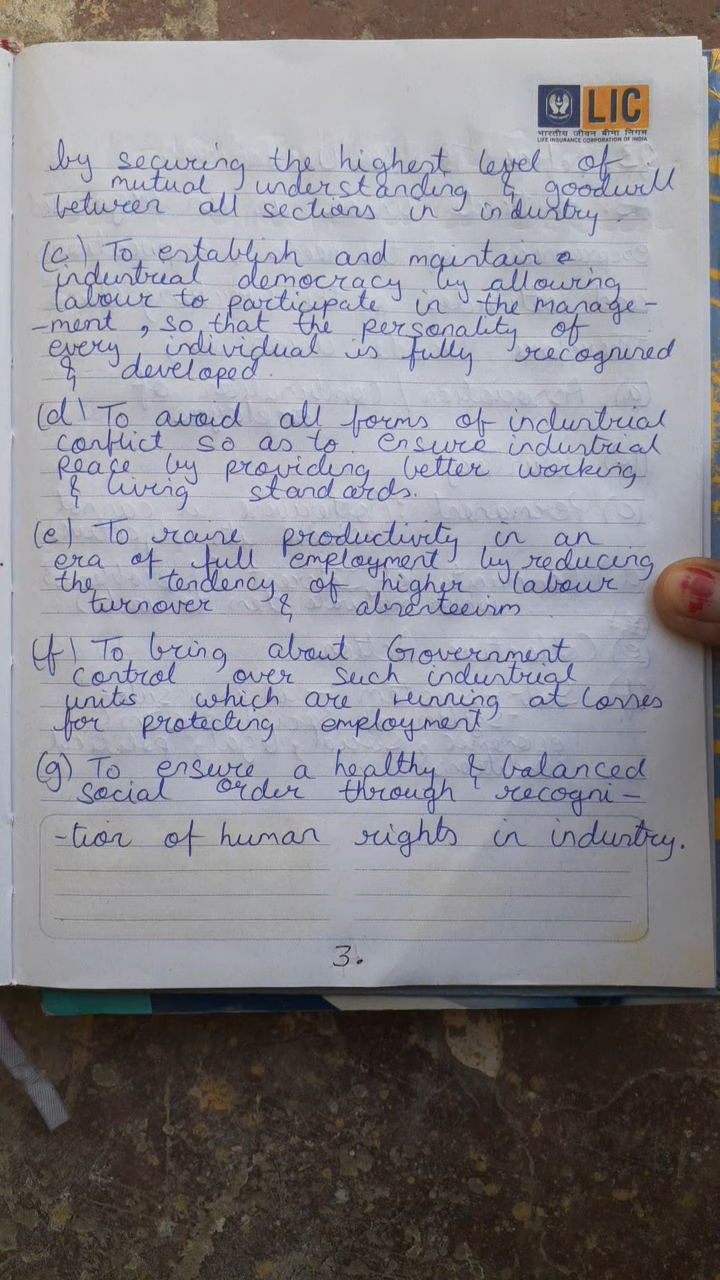 LIC
भारतीय जीवन बीमा निगम
LIFE INSURANCE CORPORATION OF INDIA
by securing the highest level of
mutual understanding & goodwill
between all sections in industry.
(c) To establish and maintain
industrial democracy by allowing
labour to participate in the manage-
-ment, so that the personality of
every individual is fully recognised
& developed.
(d) To avoid all forms of industrial
conflict so as to ensure industrial
peace by providing better working
& living standards.
(e) To raise productivity in an
era of full employment by reducing
the tendency of higher labour
turnover & absenteeism
(f) To bring about Government
control over such industrial
units which are running at losses
for protecting employment
(g) To ensure a healthy & balanced
social order through recogni-
-tion of human rights in industry.
3.